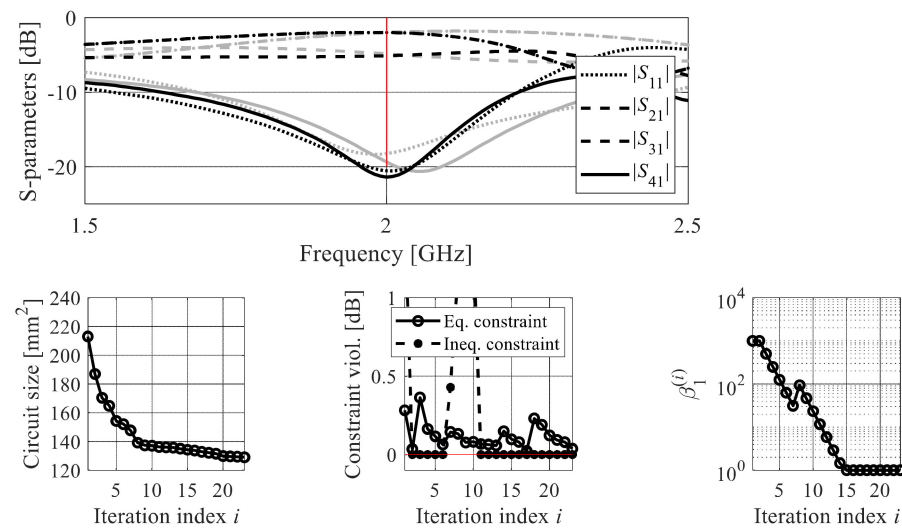 S-parameters [dB]
0
-10
-20
1.5
2
2.5
Frequency [GHz]
|S11|
|S21|
|S31|
|S41|
Circuit size [mm2]
240
220
200
180
160
140
120
5
10
15
20
Iteration index i
Constraint viol. [dB]
1
0.5
0
Eq. constraint
Ineq. constraint
5
10
15
20
Iteration index i
β1(i)
104
102
100
5
10
15
20
Iteration index i